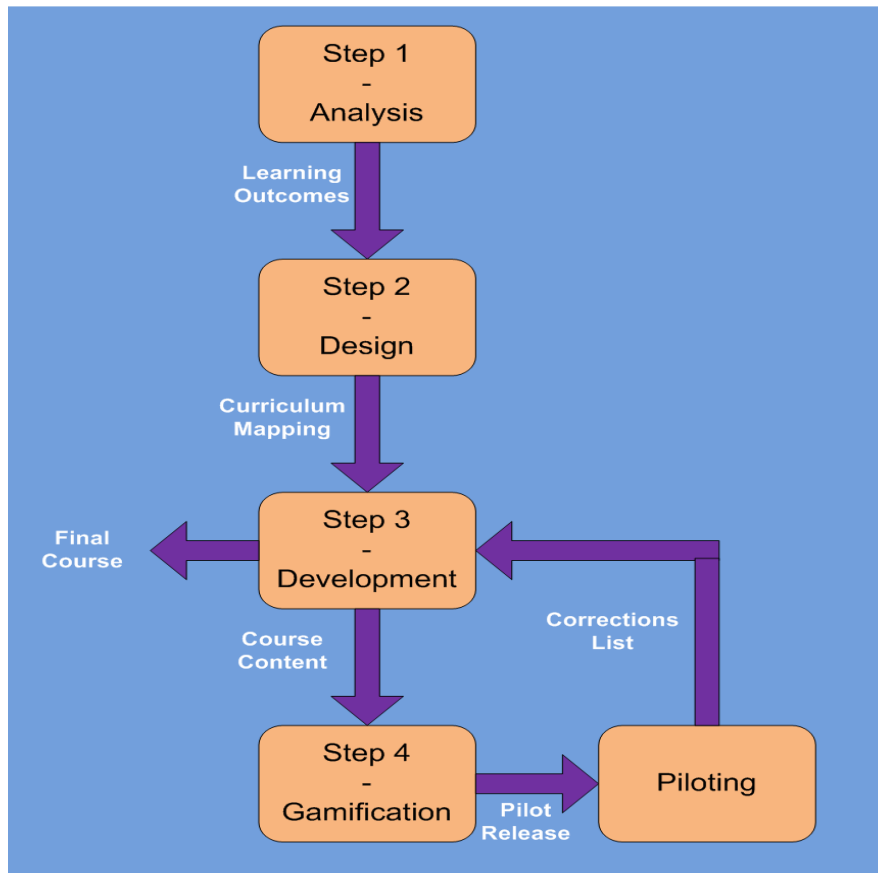 Step 1
-
Analysis
Learning
Outcomes
Step 2
-
Design
Curriculum
Mapping
Step 3
-
Development
Final
Course
Corrections
List
Course
Content
Step 4
-
Gamification
Pilot
Release
Piloting